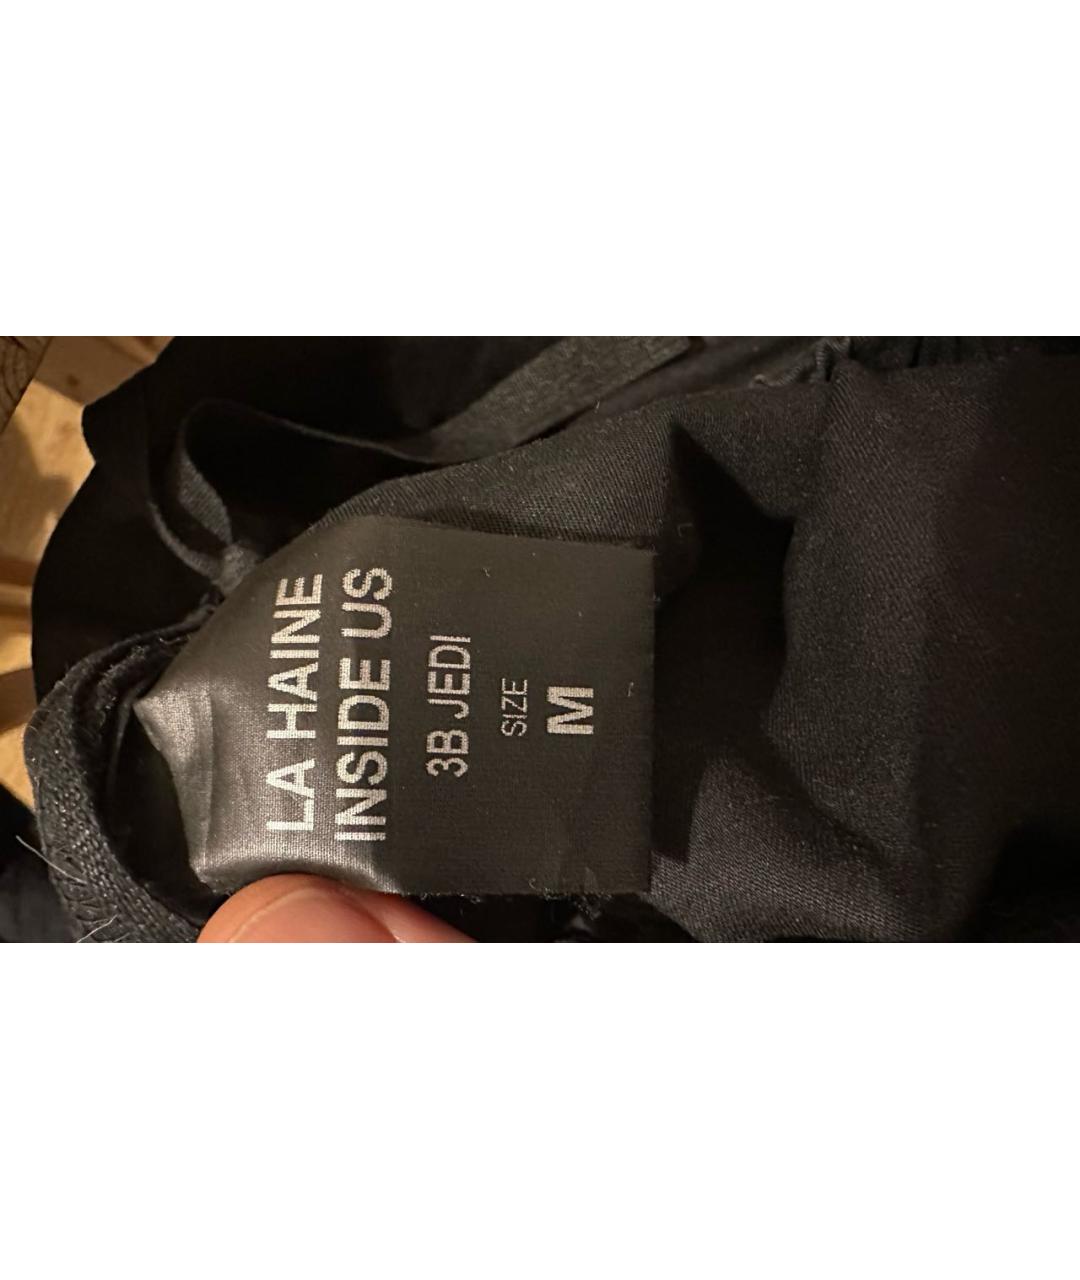 LA HAINE
INSIDE US
3B JEDI
SIZE
M